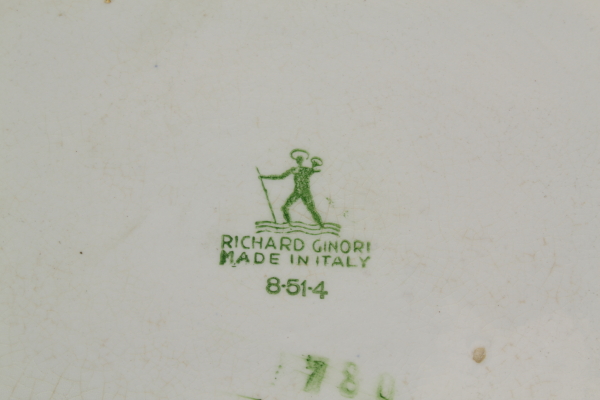 RICHARD GINORI
MADE IN ITALY
8-51-4
780